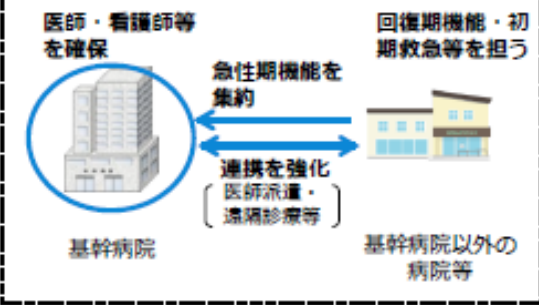 医師・看護師等
を確保
回復期機能・初
期救急等を担う
急性期機能を
集約
連携を強化
医師派遣・
遠隔診療等
基幹病院
基幹病院以外の
病院等